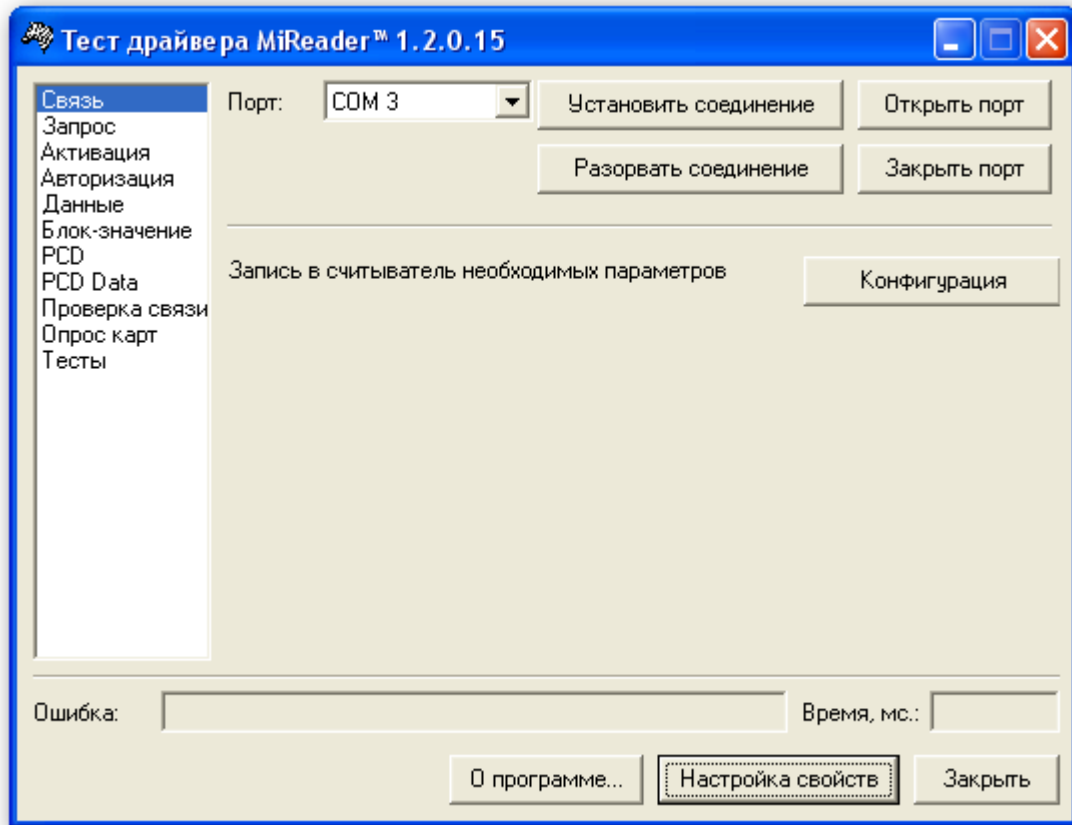 Тест драйвера MiReader™ 1.2.0.15
Связь
Запрос
Активация
Авторизация
Данные
Блок-значение
PCD
PCD Data
Проверка связи
Опрос карт
Тесты
Порт: COM 3 Установить соединение Открыть порт
Разорвать соединение Закрыть порт
Запись в считыватель необходимых параметров Конфигурация
Ошибка: Время, мс.:
О программе... Настройка свойств Закрыть